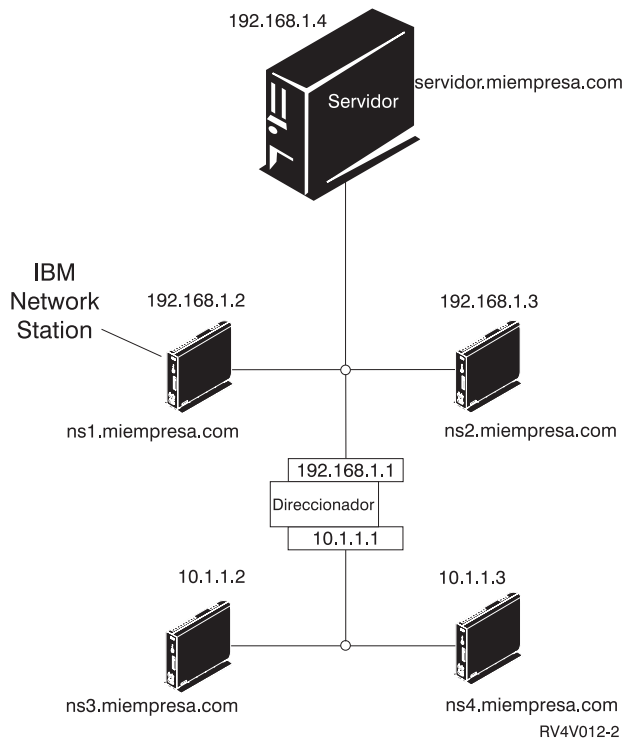 192.168.1.4
Servidor
servidor.miempresa.com
IBM
Network
Station
192.168.1.2
192.168.1.3
ns1.miempresa.com
ns2.miempresa.com
192.168.1.1
Direccionador
10.1.1.1
10.1.1.2
10.1.1.3
ns3.miempresa.com
ns4.miempresa.com
RV4V012-2